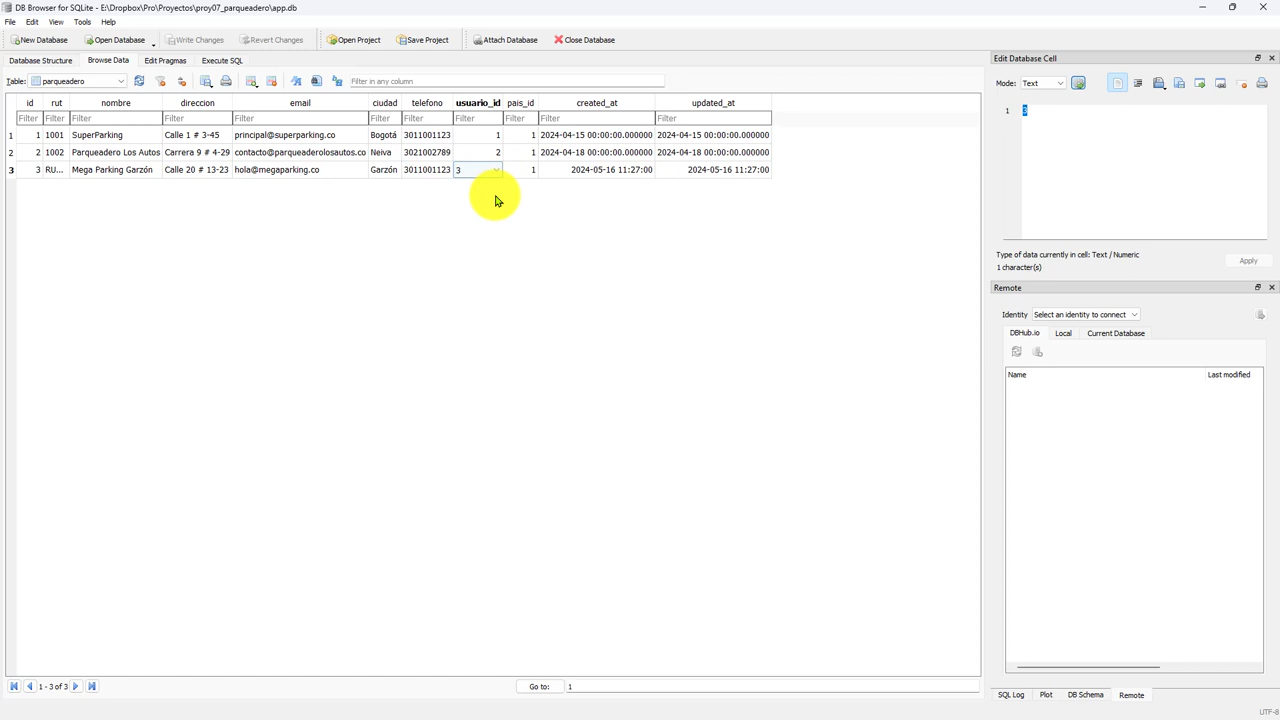 DB Browser for SQLite - E:\Dropbox\Pro\Proyectos\proy07_parqueadero\app.db
File Edit View Tools Help
New Database Open Database Write Changes Revert Changes Open Project Save Project Attach Database Close Database
Database Structure Browse Data Edit Pragmas Execute SQL
Table: parqueadero Filter in any column
id rut nombre direccion email ciudad telefono usuario_id pais_id created_at updated_at
Filter Filter Filter Filter Filter Filter Filter Filter Filter Filter
1 1 1001 SuperParking Calle 1 # 3-45 principal@superparking.co Bogotá 3011001123 1 1 2024-04-15 00:00:00.000000 2024-04-15 00:00:00.000000
2 2 1002 Parqueadero Los Autos Carrera 9 # 4-29 contacto@parqueaderolosautos.co Neiva 3021002789 2 1 2024-04-18 00:00:00.000000 2024-04-18 00:00:00.000000
3 3 RU... Mega Parking Garzón Calle 20 # 13-23 hola@megaparking.co Garzón 3011001123 3 1 2024-05-16 11:27:00 2024-05-16 11:27:00
1 - 3 of 3 Go to: 1
Edit Database Cell
Mode: Text
1 3
Type of data currently in cell: Text / Numeric
1 character(s)
Apply
Remote
Identity Select an identity to connect
DBHub.io Local Current Database
Name Last modified
SQL Log Plot DB Schema Remote
UTF-8